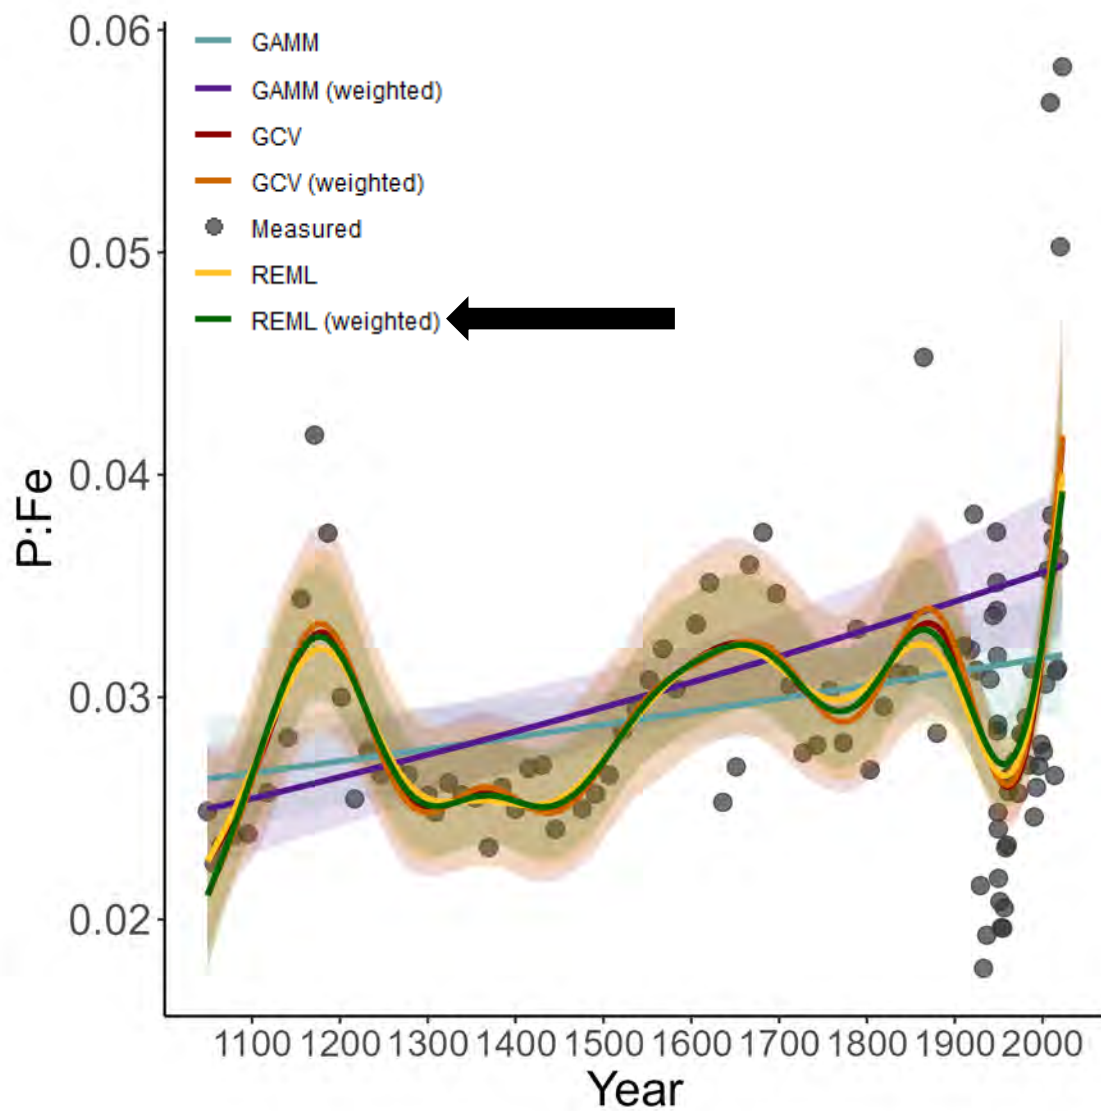 0.06
GAMM
GAMM (weighted)
GCV
GCV (weighted)
Measured
REML
REML (weighted)
0.05
0.04
0.03
0.02
P:Fe
1100 1200 1300 1400 1500 1600 1700 1800 1900 2000
Year